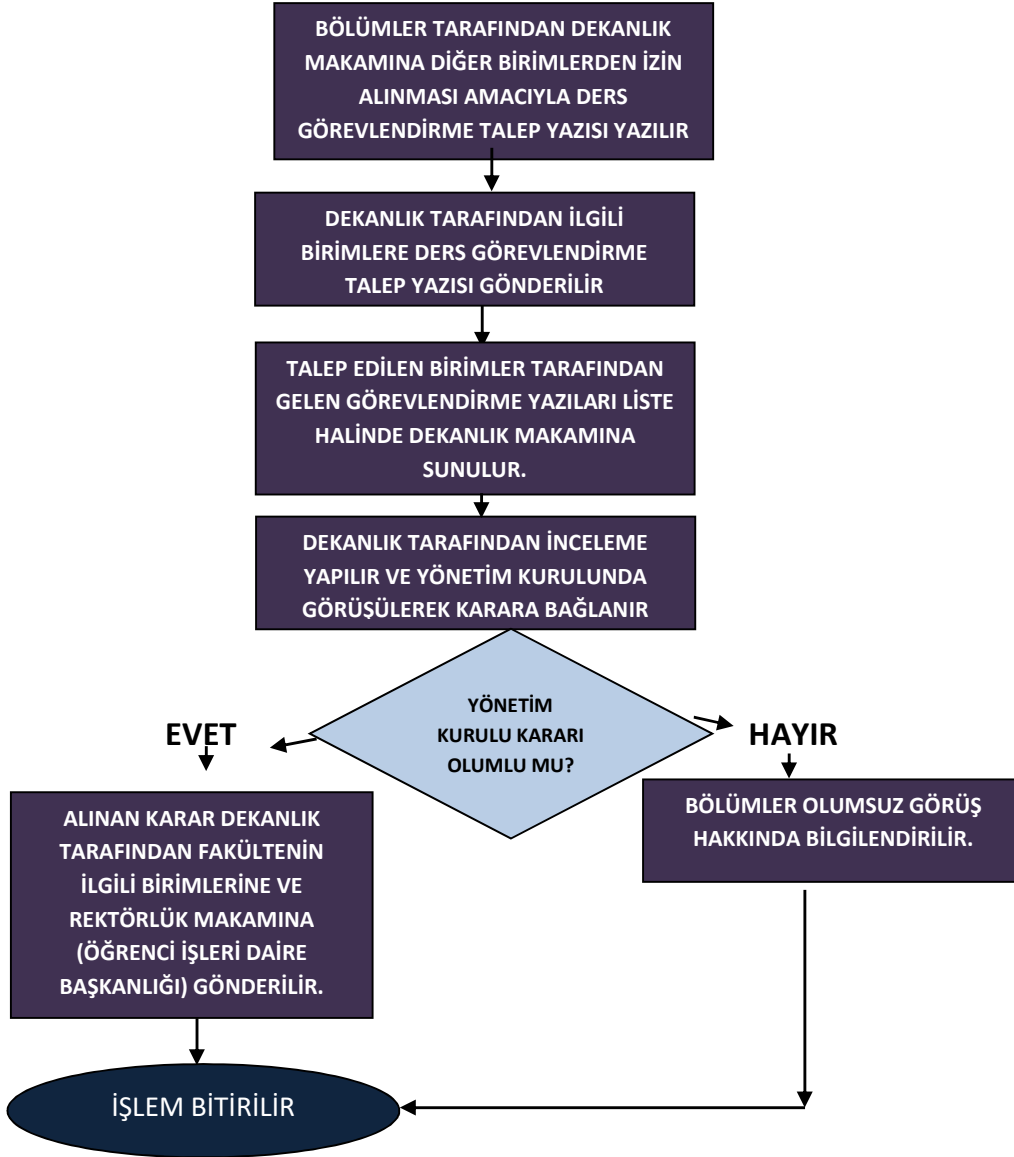 BÖLÜMLER TARAFINDAN DEKANLIK
MAKAMINA DİĞER BİRİMLERDEN İZİN
ALINMASI AMACIYLA DERS
GÖREVLENDİRME TALEP YAZISI YAZILIR
DEKANLIK TARAFINDAN İLGİLİ
BİRİMLERE DERS GÖREVLENDİRME
TALEP YAZISI GÖNDERİLİR
TALEP EDİLEN BİRİMLER TARAFINDAN
GELEN GÖREVLENDİRME YAZILARI LİSTE
HALİNDE DEKANLIK MAKAMINA
SUNULUR.
DEKANLIK TARAFINDAN İNCELEME
YAPILIR VE YÖNETİM KURULUNDA
GÖRÜŞÜLEREK KARARA BAĞLANIR
YÖNETİM
KURULU KARARI
OLUMLU MU?
EVET
HAYIR
ALINAN KARAR DEKANLIK
TARAFINDAN FAKÜLTENİN
İLGİLİ BİRİMLERİNE VE
REKTÖRLÜK MAKAMINA
(ÖĞRENCİ İŞLERİ DAİRE
BAŞKANLIĞI) GÖNDERİLİR.
BÖLÜMLER OLUMSUZ GÖRÜŞ
HAKKINDA BİLGİLENDİRİLİR.
İŞLEM BİTİRİLİR